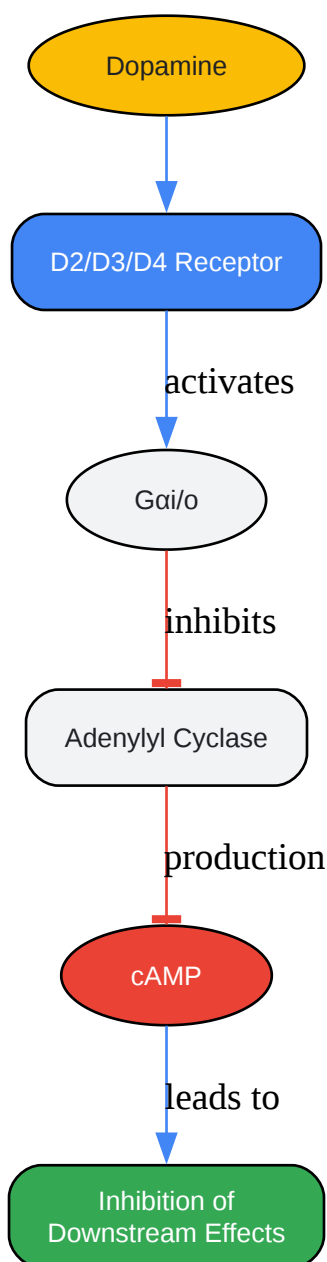 Dopamine
D2/D3/D4 Receptor
activates
Gαi/o
inhibits
Adenylyl Cyclase
production
cAMP
leads to
Inhibition of
Downstream Effects